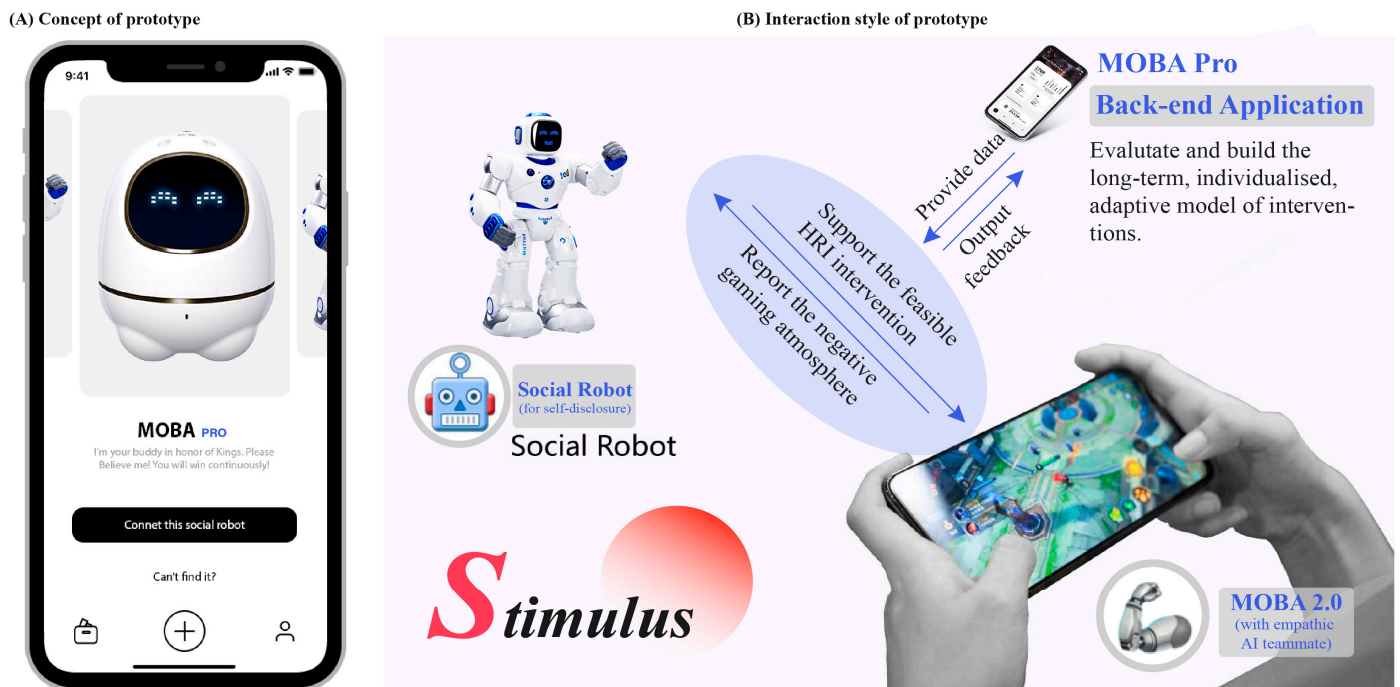 (A) Concept of prototype
9:41
MOBA PRO
I'm your buddy in honor of Kings. Please
Believe me! You will win continuously!
Connet this social robot
Can't find it?
(B) Interaction style of prototype
MOBA Pro
Back-end Application
Evalutate and build the
long-term, individualised,
adaptive model of interven-
tions.
Provide data
Output
feedback
Support the feasible
HRI intervention
Report the negative
gaming atmosphere
Social Robot
(for self-disclosure)
Social Robot
Stimulus
MOBA 2.0
(with empathic
AI teammate)